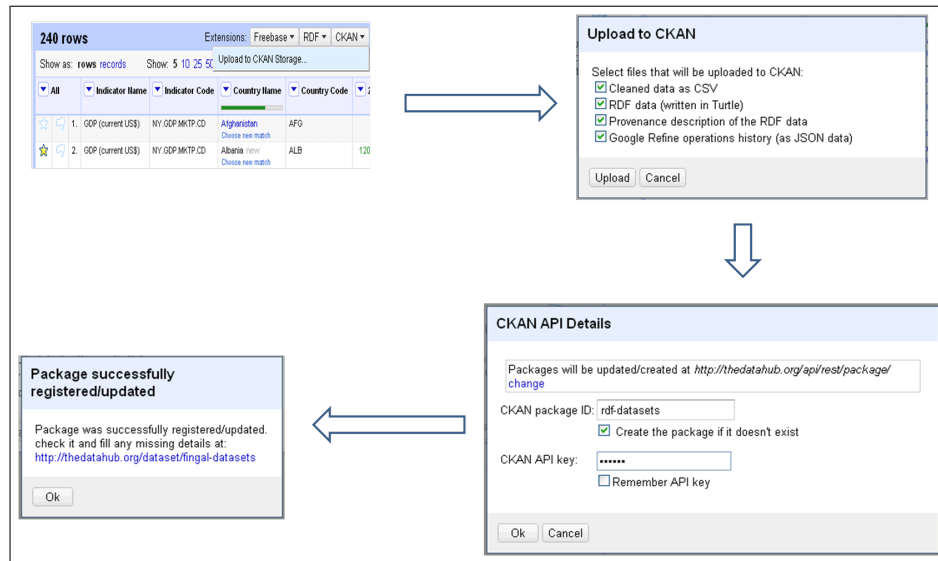 240 rows
Extensions: Freebase RDF CKAN
Show as: rows records Show: 5 10 25 50
Upload to CKAN Storage...
All Indicator Name Indicator Code Country Name Country Code
1. GDP (current US$) NY.GDP.MKTP.CD Afghanistan AFG
Choose new match
2. GDP (current US$) NY.GDP.MKTP.CD Albania new ALB 120
Choose new match
Upload to CKAN
Select files that will be uploaded to CKAN:
Cleaned data as CSV
RDF data (written in Turtle)
Provenance description of the RDF data
Google Refine operations history (as JSON data)
Upload Cancel
CKAN API Details
Packages will be updated/created at http://thedatahub.org/api/rest/package/
change
CKAN package ID: rdf-datasets
Create the package if it doesn't exist
CKAN API key: ••••••
Remember API key
Ok Cancel
Package successfully
registered/updated
Package was successfully registered/updated.
check it and fill any missing details at:
http://thedatahub.org/dataset/fingal-datasets
Ok